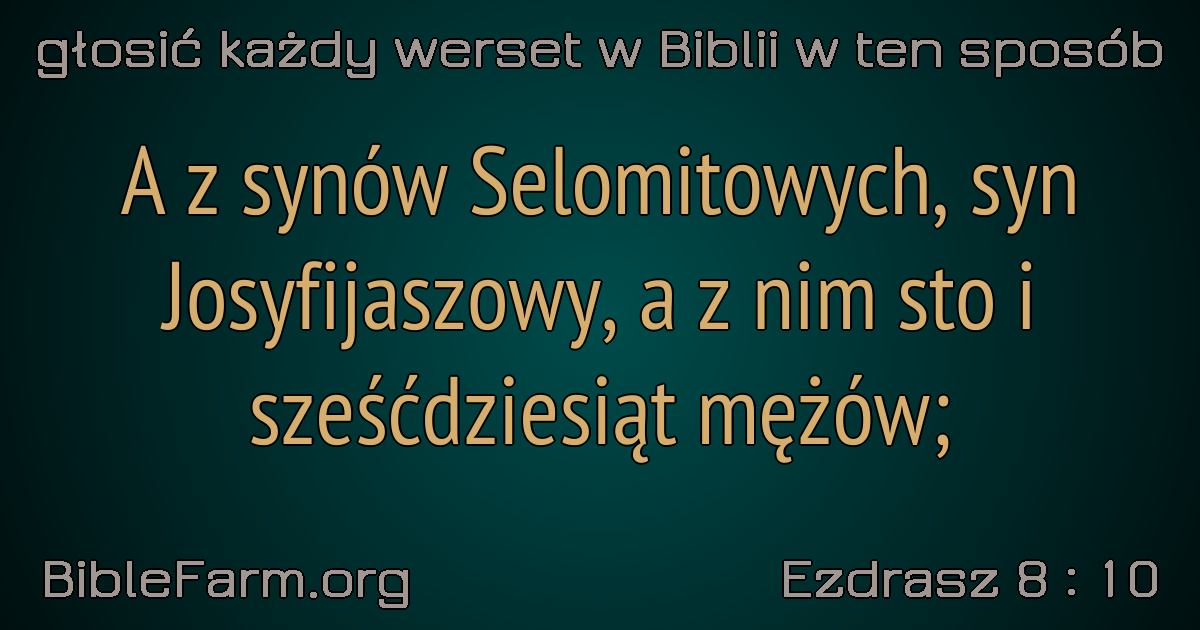 głosić każdy werset w Biblii w ten sposób
A z synów Selomitowych, syn
Josyfijaszowy, a z nim sto i
sześćdziesiąt mężów;
BibleFarm.org
Ezdrasz 8 : 10